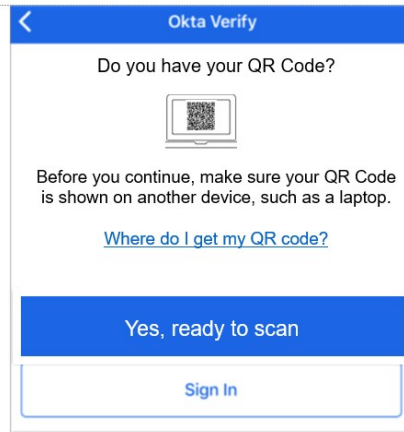 Okta Verify
Do you have your QR Code?
Before you continue, make sure your QR Code
is shown on another device, such as a laptop.
Where do I get my QR code?
Yes, ready to scan
Sign In